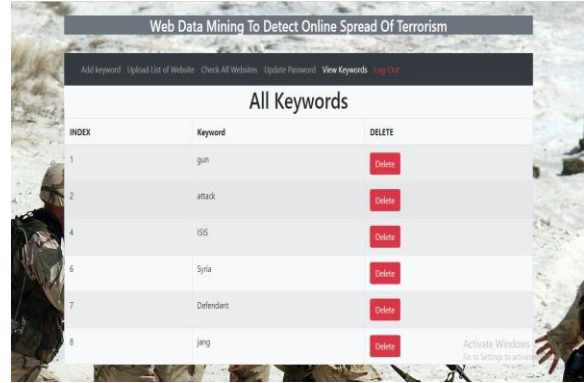 Web Data Mining To Detect Online Spread Of Terrorism
Add keyword Upload List of Website Check All Websites Update Password View Keywords Log Out
All Keywords
INDEX Keyword DELETE
1 gun Delete
2 attack Delete
4 ISIS Delete
6 Syria Delete
7 Defendant Delete
8 jang Delete
Activate Windows
Go to Settings to activate